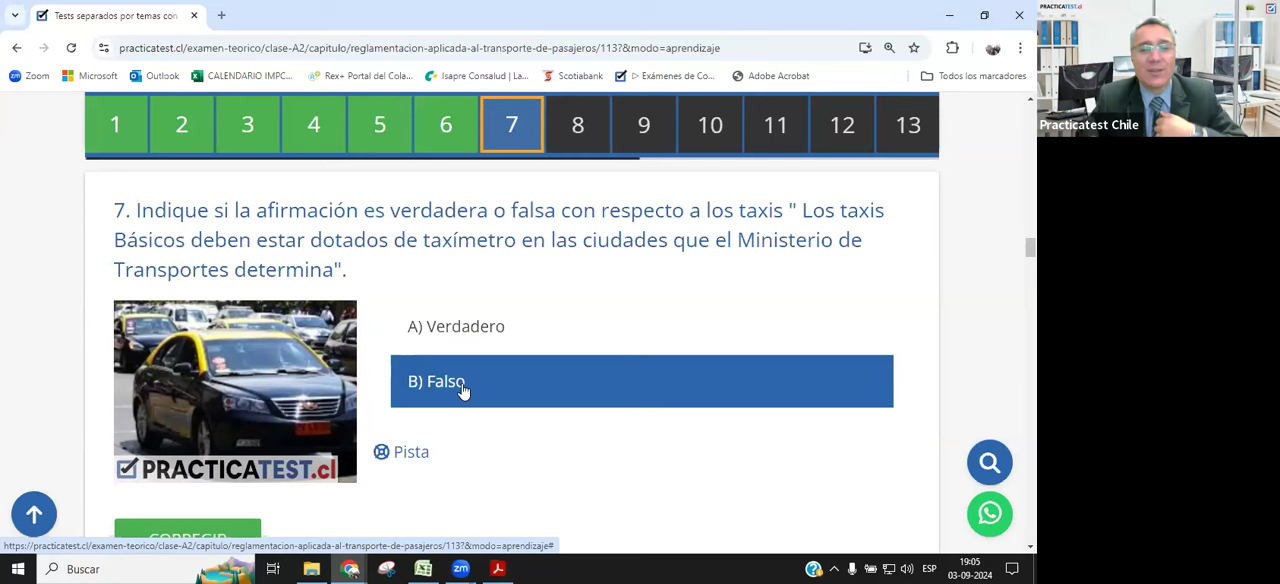 Tests separados por temas con
practicatest.cl/examen-teorico/clase-A2/capitulo/reglamentacion-aplicada-al-transporte-de-pasajeros/113?&modo=aprendizaje
Zoom
Microsoft
Outlook
CALENDARIO IMPC...
Rex+ Portal del Cola...
Isapre Consalud | La...
Scotiabank
▷ Exámenes de Co...
Adobe Acrobat
Todos los marcadores
PRACTICATEST.cl
Practicatest Chile
1 2 3 4 5 6 7 8 9 10 11 12 13
7. Indique si la afirmación es verdadera o falsa con respecto a los taxis " Los taxis
Básicos deben estar dotados de taxímetro en las ciudades que el Ministerio de
Transportes determina".
A) Verdadero
B) Falso
Pista
PRACTICATEST.cl
CORREGIR
https://practicatest.cl/examen-teorico/clase-A2/capitulo/reglamentacion-aplicada-al-transporte-de-pasajeros/113?&modo=aprendizaje#
Buscar
ESP
19:05
03-09-2024